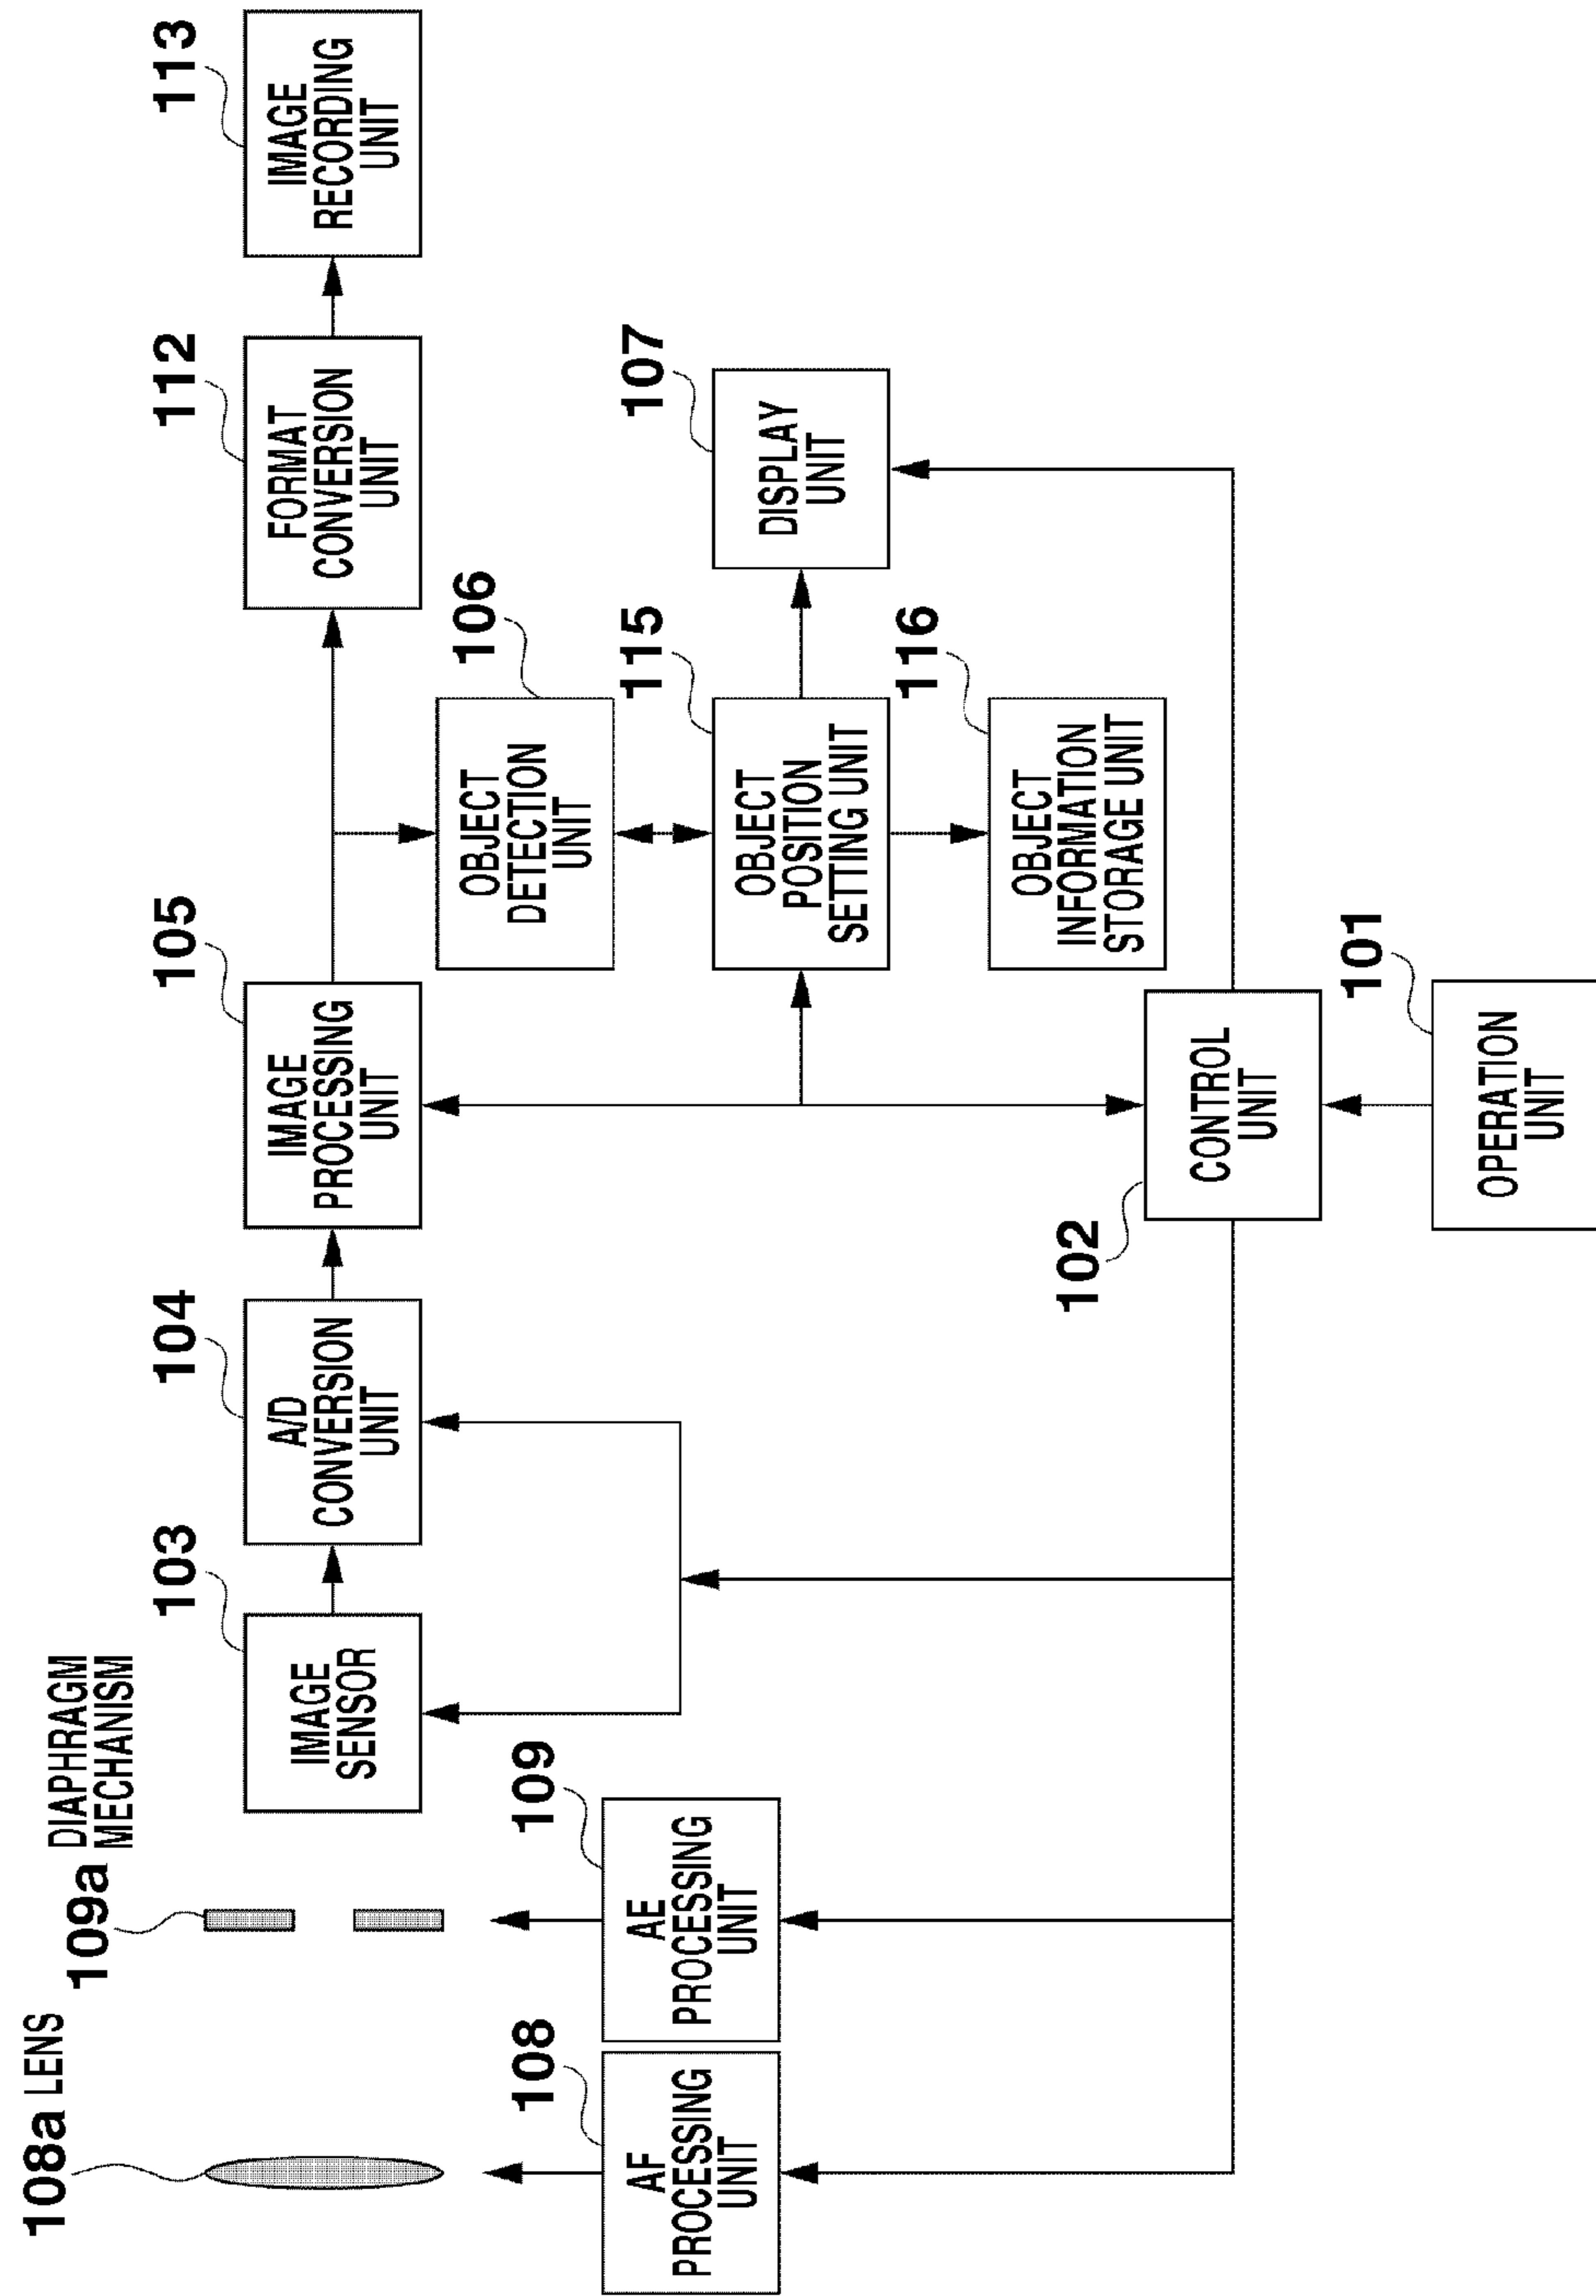 108a LENS
109a DIAPHRAGM
MECHANISM
103
IMAGE
SENSOR
104
A/D
CONVERSION
UNIT
105
IMAGE
PROCESSING
UNIT
112
FORMAT
CONVERSION
UNIT
113
IMAGE
RECORDING
UNIT
106
OBJECT
DETECTION
UNIT
108
AF
PROCESSING
UNIT
109
AE
PROCESSING
UNIT
115
OBJECT
POSITION
SETTING UNIT
107
DISPLAY
UNIT
116
OBJECT
INFORMATION
STORAGE UNIT
102
CONTROL
UNIT
101
OPERATION
UNIT